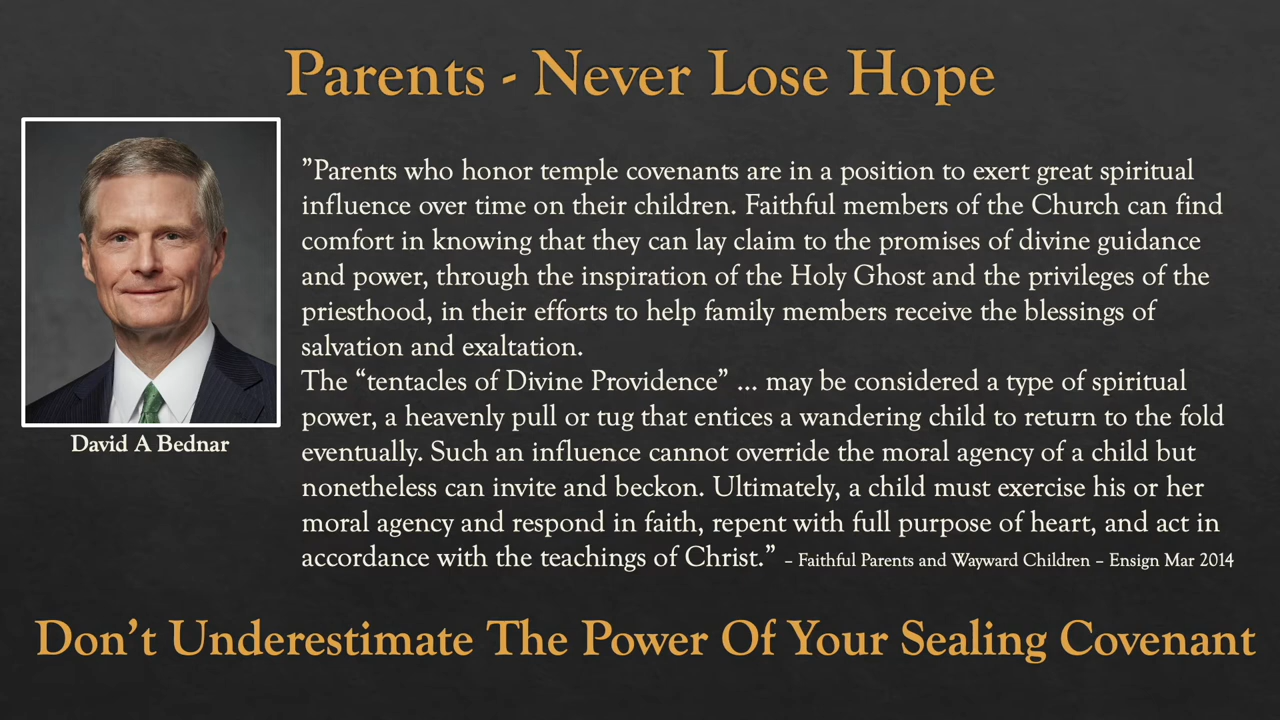 Parents - Never Lose Hope
”Parents who honor temple covenants are in a position to exert great spiritual
influence over time on their children. Faithful members of the Church can find
comfort in knowing that they can lay claim to the promises of divine guidance
and power, through the inspiration of the Holy Ghost and the privileges of the
priesthood, in their efforts to help family members receive the blessings of
salvation and exaltation.
The “tentacles of Divine Providence” ... may be considered a type of spiritual
power, a heavenly pull or tug that entices a wandering child to return to the fold
eventually. Such an influence cannot override the moral agency of a child but
nonetheless can invite and beckon. Ultimately, a child must exercise his or her
moral agency and respond in faith, repent with full purpose of heart, and act in
accordance with the teachings of Christ.” – Faithful Parents and Wayward Children – Ensign Mar 2014
David A Bednar
Don’t Underestimate The Power Of Your Sealing Covenant